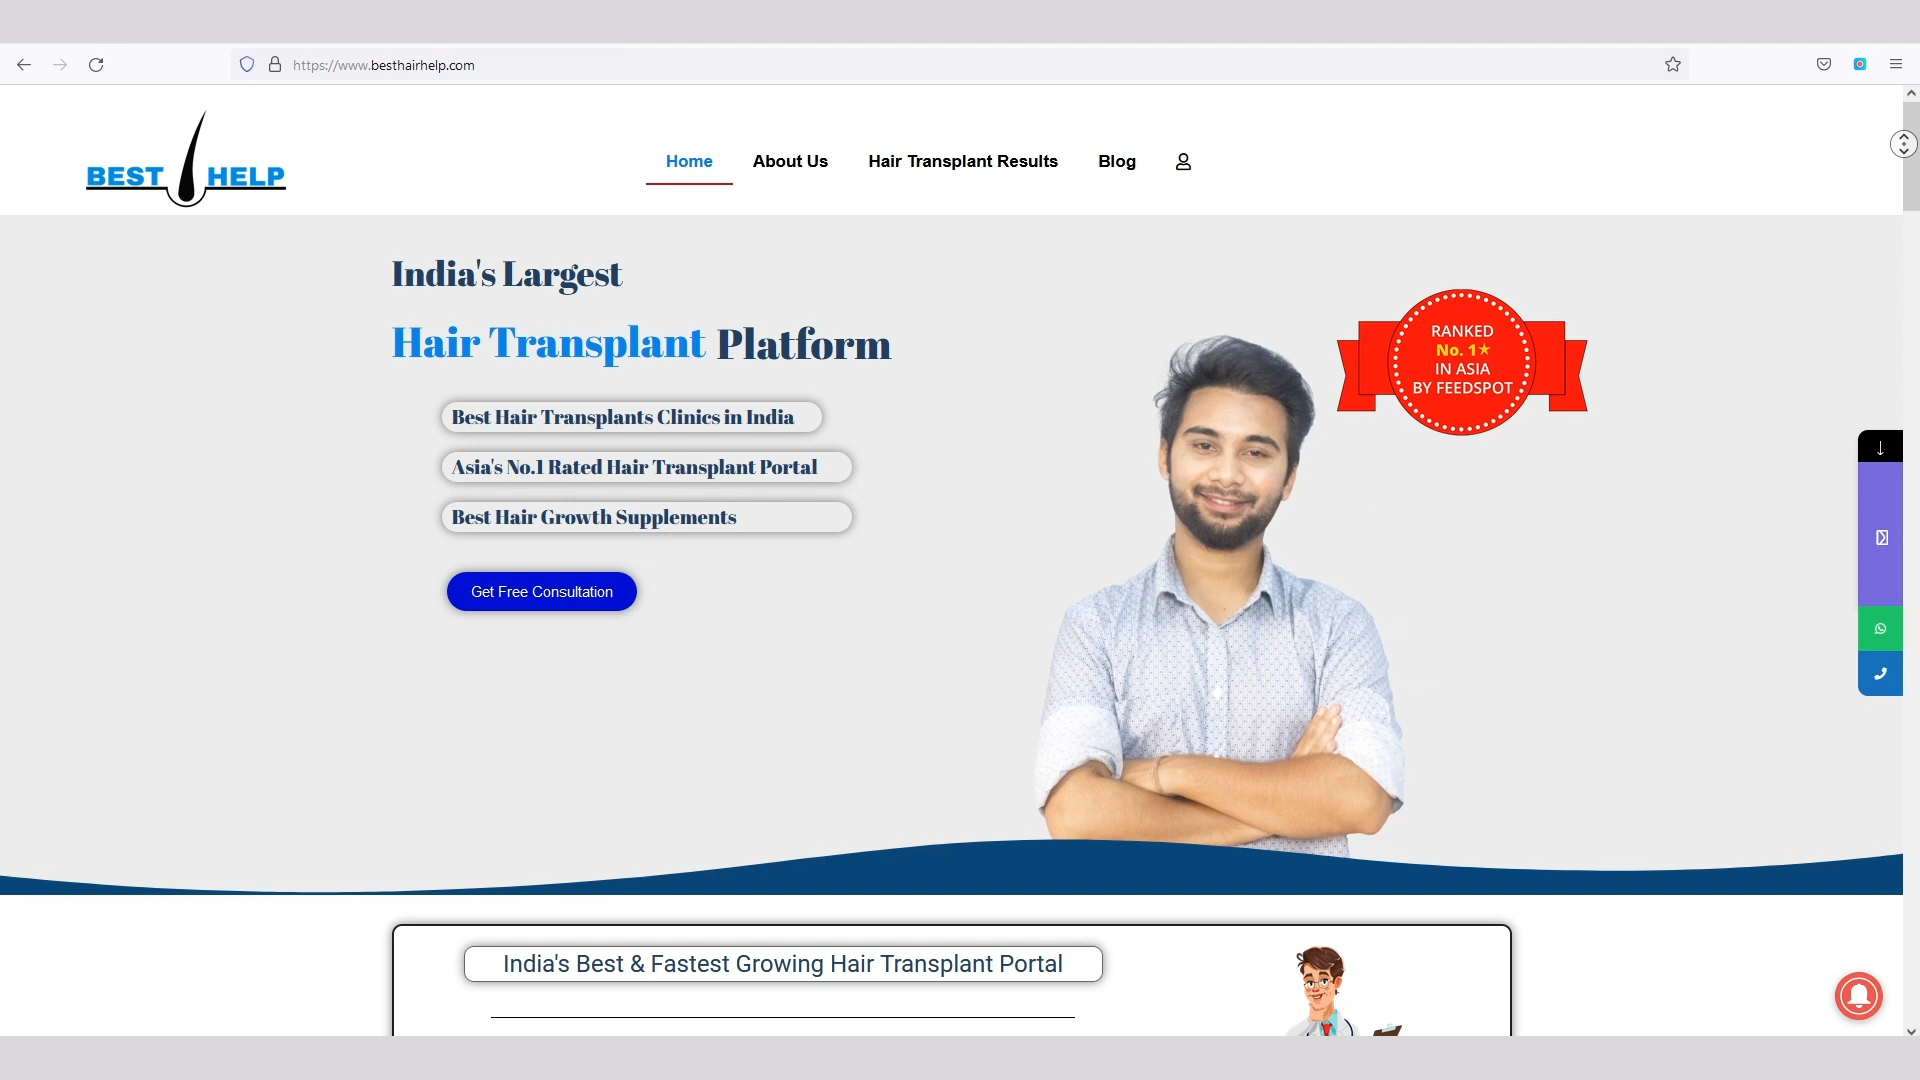 https://www.besthairhelp.com
BEST HELP
Home
About Us
Hair Transplant Results
Blog
India's Largest
Hair Transplant Platform
Best Hair Transplants Clinics in India
Asia's No.1 Rated Hair Transplant Portal
Best Hair Growth Supplements
Get Free Consultation
RANKED
No. 1★
IN ASIA
BY FEEDSPOT
India's Best & Fastest Growing Hair Transplant Portal